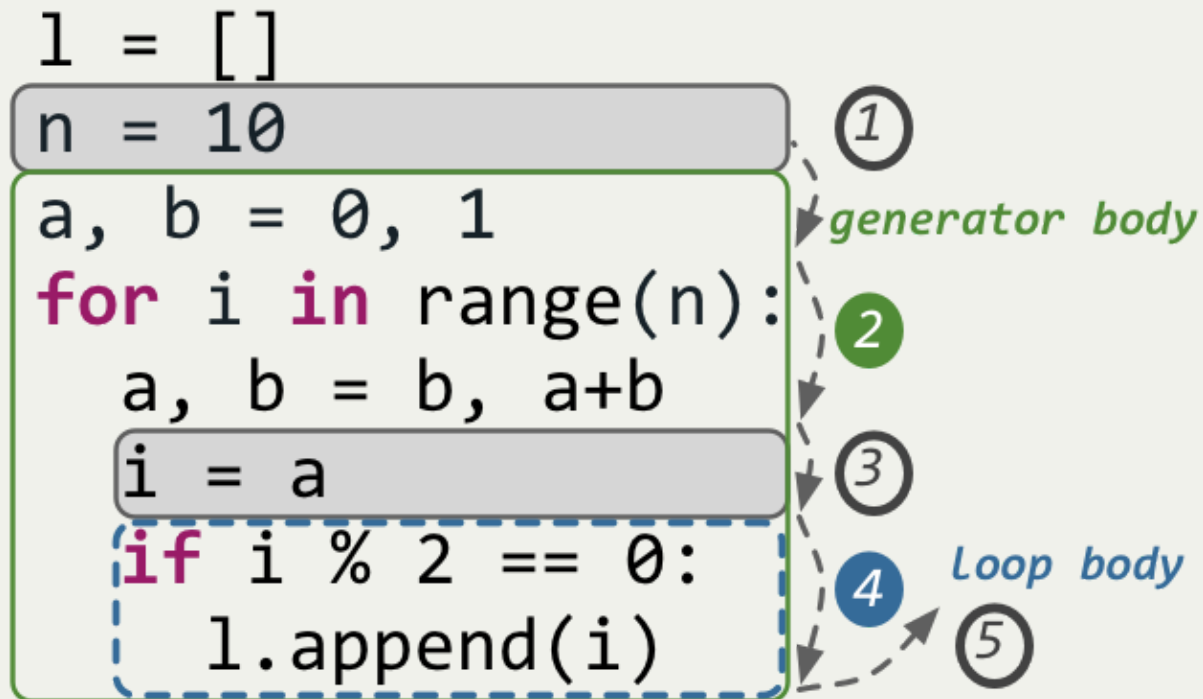 l = []
n = 10
1
a, b = 0, 1
generator body
for i in range(n):
2
a, b = b, a+b
i = a
3
if i % 2 == 0:
loop body
4
l.append(i)
5